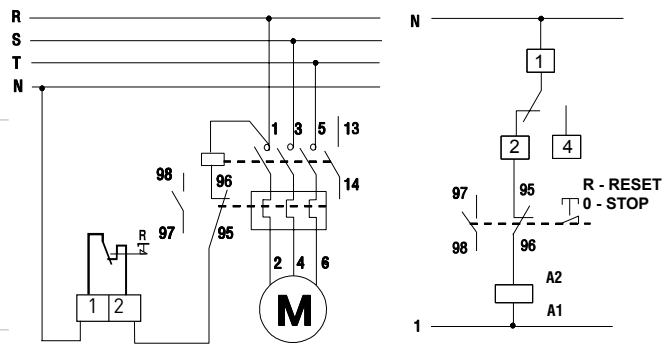 R
S
T
N
1 3 5 13
14
98 96
97 95
R
1 2
2 4 6
M
N
1
2 4
R - RESET
0 - STOP
97 95
98 96
A2
A1
1